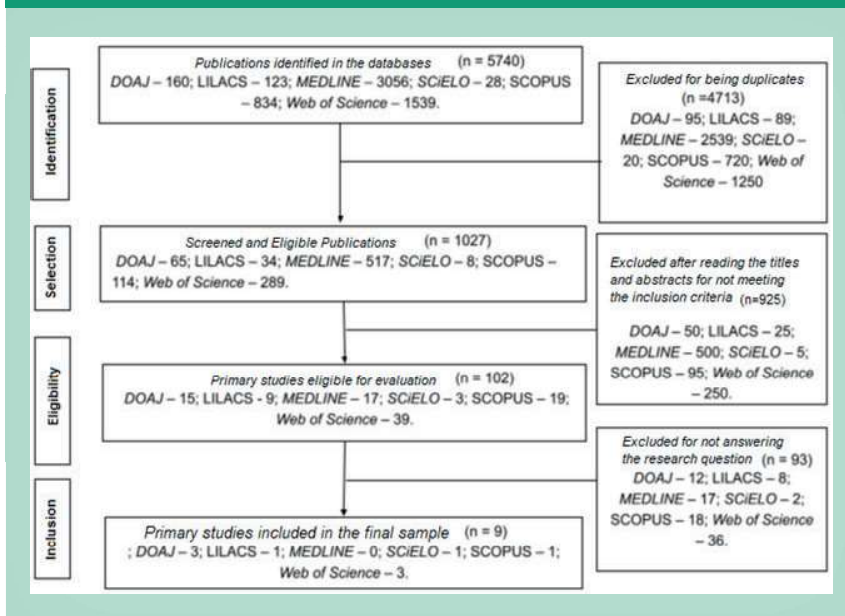 Identification
Publications identified in the databases (n = 5740)
DOAJ – 160; LILACS – 123; MEDLINE – 3056; SCiELO – 28; SCOPUS
– 834; Web of Science – 1539.
Excluded for being duplicates
(n =4713)
DOAJ – 95; LILACS – 89;
MEDLINE – 2539; SCiELO –
20; SCOPUS – 720; Web of
Science – 1250
Selection
Screened and Eligible Publications (n = 1027)
DOAJ – 65; LILACS – 34; MEDLINE – 517; SCiELO – 8; SCOPUS –
114; Web of Science – 289.
Excluded after reading the titles
and abstracts for not meeting
the inclusion criteria (n=925)
DOAJ – 50; LILACS – 25;
MEDLINE – 500; SCiELO – 5;
SCOPUS – 95; Web of Science
– 250.
Eligibility
Primary studies eligible for evaluation (n = 102)
DOAJ – 15; LILACS - 9; MEDLINE – 17; SCiELO – 3; SCOPUS – 19;
Web of Science – 39.
Excluded for not answering
the research question (n = 93)
DOAJ – 12; LILACS – 8;
MEDLINE – 17; SCiELO – 2;
SCOPUS – 18; Web of Science
– 36.
Inclusion
Primary studies included in the final sample (n = 9)
; DOAJ – 3; LILACS – 1; MEDLINE – 0; SCiELO – 1; SCOPUS – 1;
Web of Science – 3.